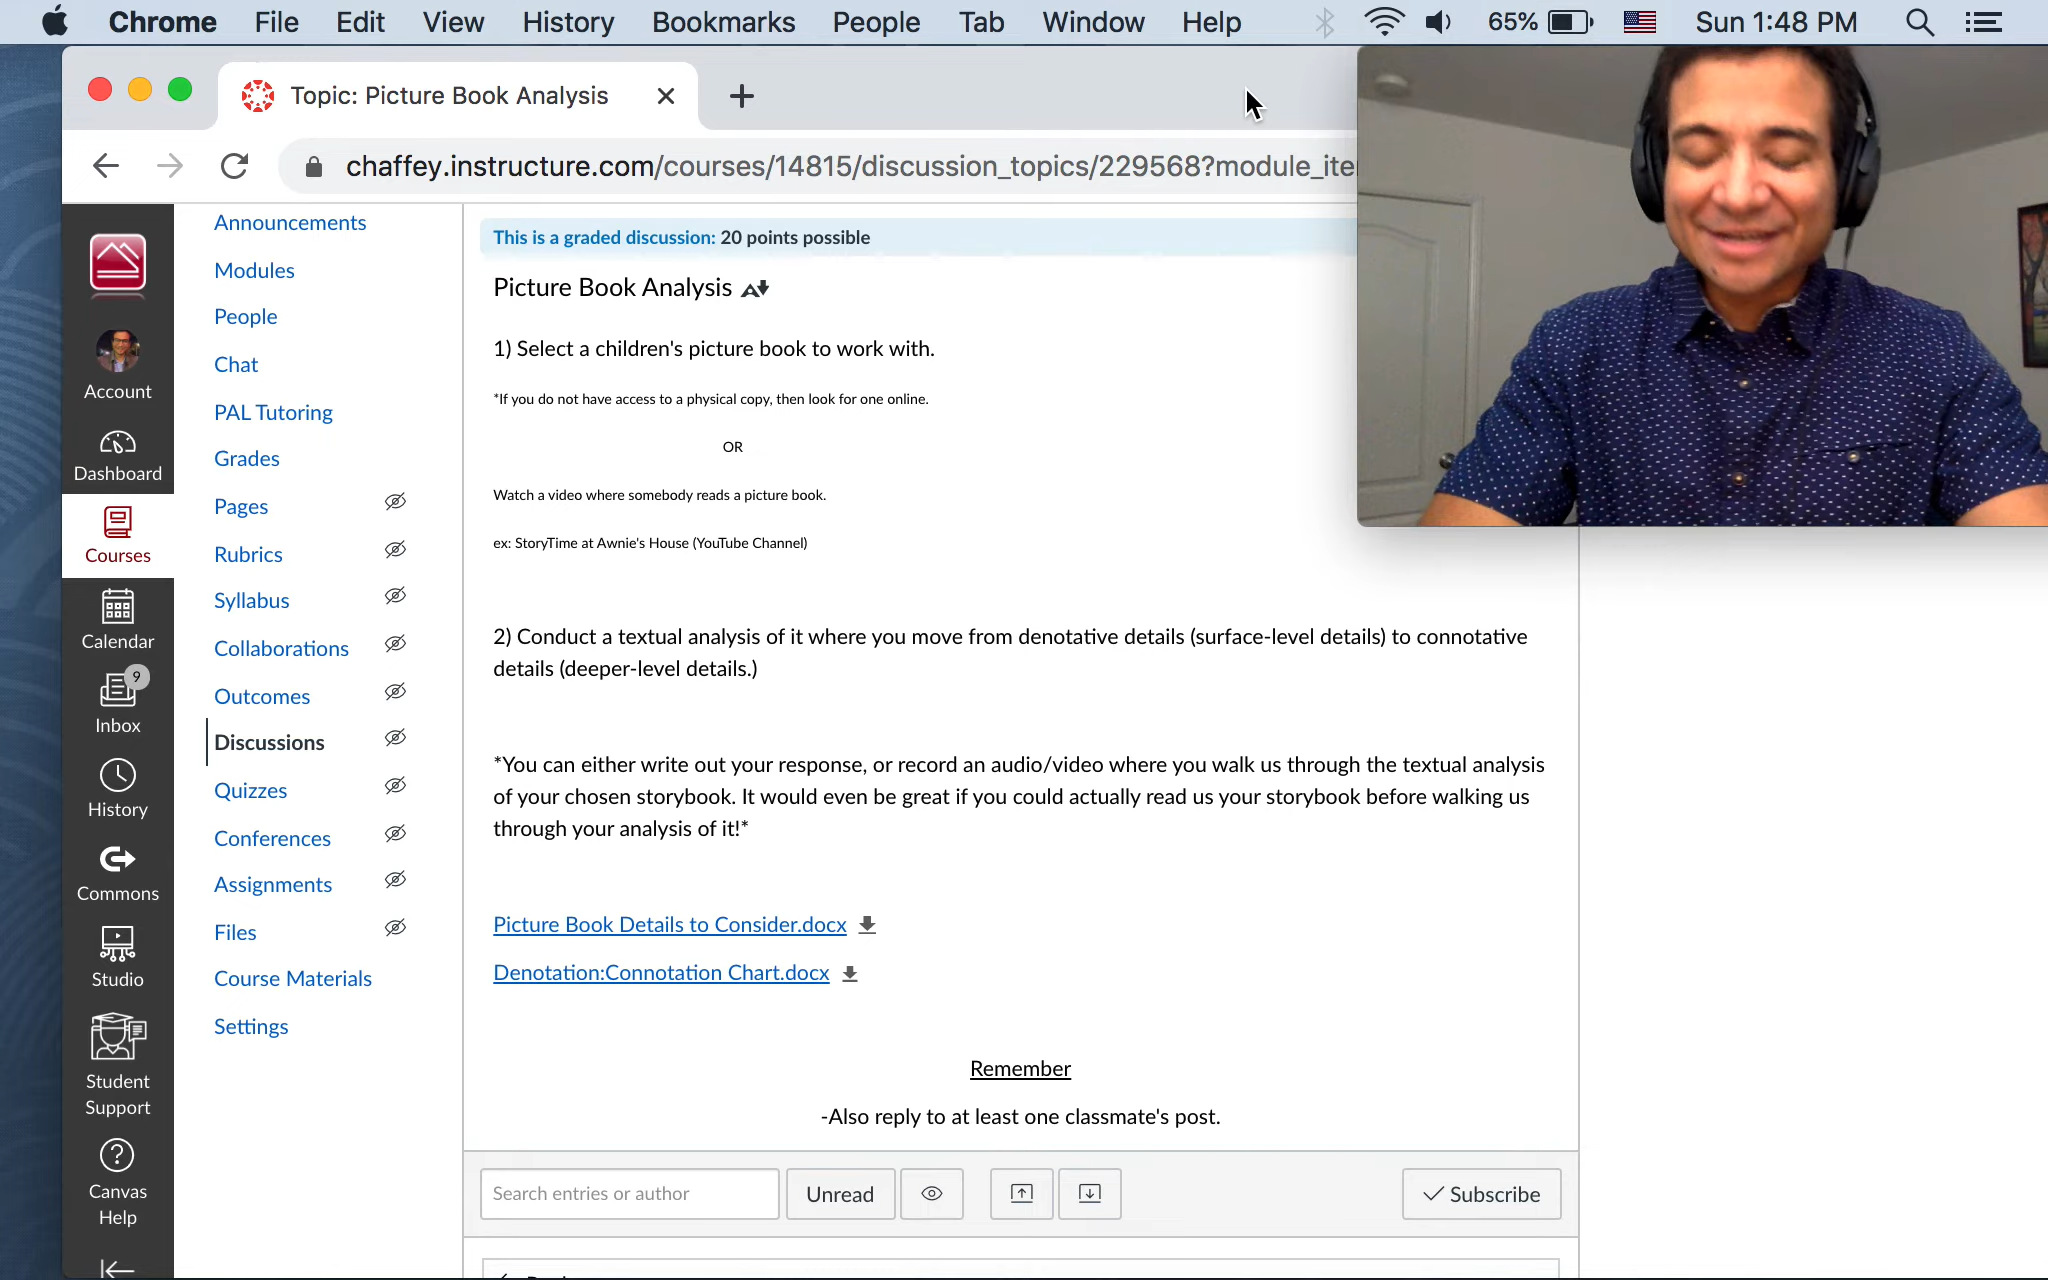 Chrome File Edit View History Bookmarks People Tab Window Help 65% Sun 1:48 PM
Topic: Picture Book Analysis
chaffey.instructure.com/courses/14815/discussion_topics/229568?module_ite
Account
Dashboard
Courses
Calendar
9
Inbox
History
Commons
Studio
Student
Support
Canvas
Help
Announcements
Modules
People
Chat
PAL Tutoring
Grades
Pages
Rubrics
Syllabus
Collaborations
Outcomes
Discussions
Quizzes
Conferences
Assignments
Files
Course Materials
Settings
This is a graded discussion: 20 points possible
Picture Book Analysis
1) Select a children's picture book to work with.
*If you do not have access to a physical copy, then look for one online.
OR
Watch a video where somebody reads a picture book.
ex: StoryTime at Awnie's House (YouTube Channel)
2) Conduct a textual analysis of it where you move from denotative details (surface-level details) to connotative
details (deeper-level details.)
*You can either write out your response, or record an audio/video where you walk us through the textual analysis
of your chosen storybook. It would even be great if you could actually read us your storybook before walking us
through your analysis of it!*
Picture Book Details to Consider.docx
Denotation:Connotation Chart.docx
Remember
-Also reply to at least one classmate's post.
Search entries or author Unread Subscribe